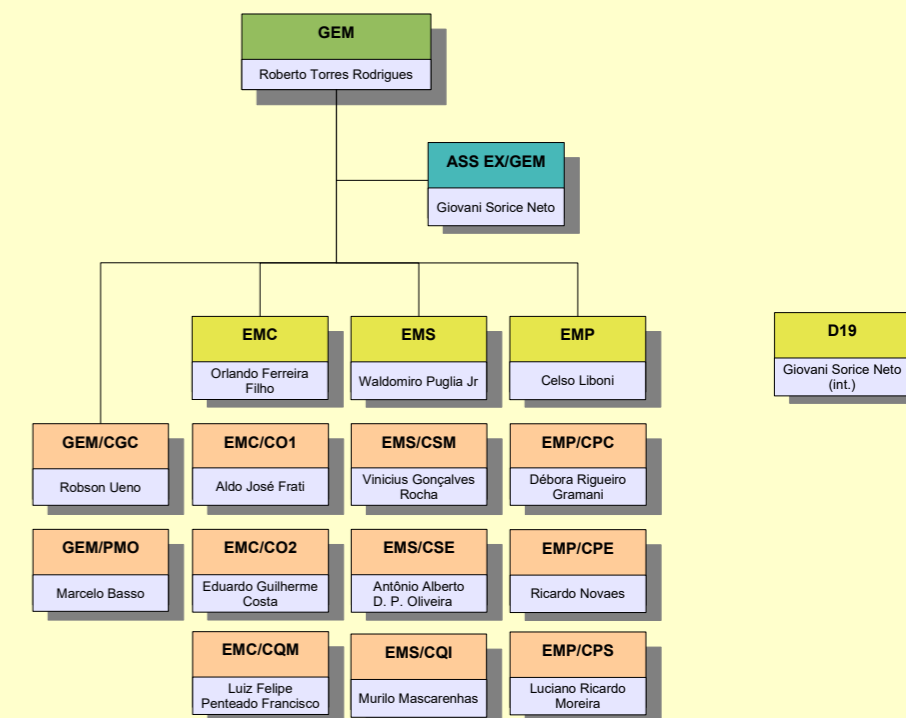 GEM
Roberto Torres Rodrigues
ASS EX/GEM
Giovani Sorice Neto
EMC
Orlando Ferreira
Filho
EMS
Waldomiro Puglia Jr
EMP
Celso Liboni
D19
Giovani Sorice Neto
(int.)
GEM/CGC
Robson Ueno
EMC/CO1
Aldo José Frati
EMS/CSM
Vinicius Gonçalves
Rocha
EMP/CPC
Débora Rigueiro
Gramani
GEM/PMO
Marcelo Basso
EMC/CO2
Eduardo Guilherme
Costa
EMS/CSE
Antônio Alberto
D. P. Oliveira
EMP/CPE
Ricardo Novaes
EMC/CQM
Luiz Felipe
Penteado Francisco
EMS/CQI
Murilo Mascarenhas
EMP/CPS
Luciano Ricardo
Moreira